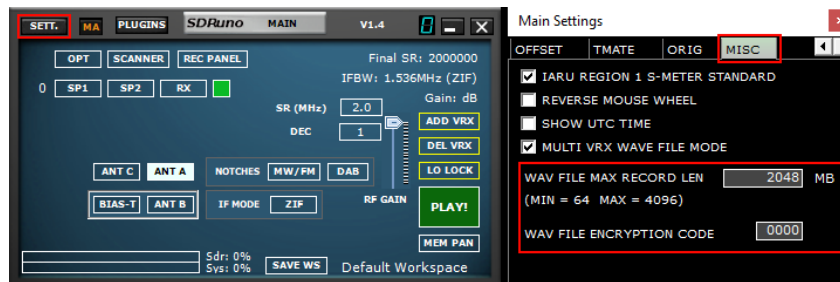 SETT. MA PLUGINS SDRuno MAIN V1.4 0
OPT SCANNER REC PANEL Final SR: 2000000
IFBW: 1.536MHz (ZIF)
0 SP1 SP2 RX Gain: dB
SR (MHz) 2.0
ADD VRX
DEC 1
DEL VRX
ANT C ANT A NOTCHES MW/FM DAB LO LOCK
BIAS-T ANT B IF MODE ZIF RF GAIN PLAY!
MEM PAN
Sdr: 0%
Sys: 0% SAVE WS Default Workspace
Main Settings
OFFSET TMATE ORIG MISC
IARU REGION 1 S-METER STANDARD
REVERSE MOUSE WHEEL
SHOW UTC TIME
MULTI VRX WAVE FILE MODE
WAV FILE MAX RECORD LEN 2048 MB
(MIN = 64 MAX = 4096)
WAV FILE ENCRYPTION CODE 0000